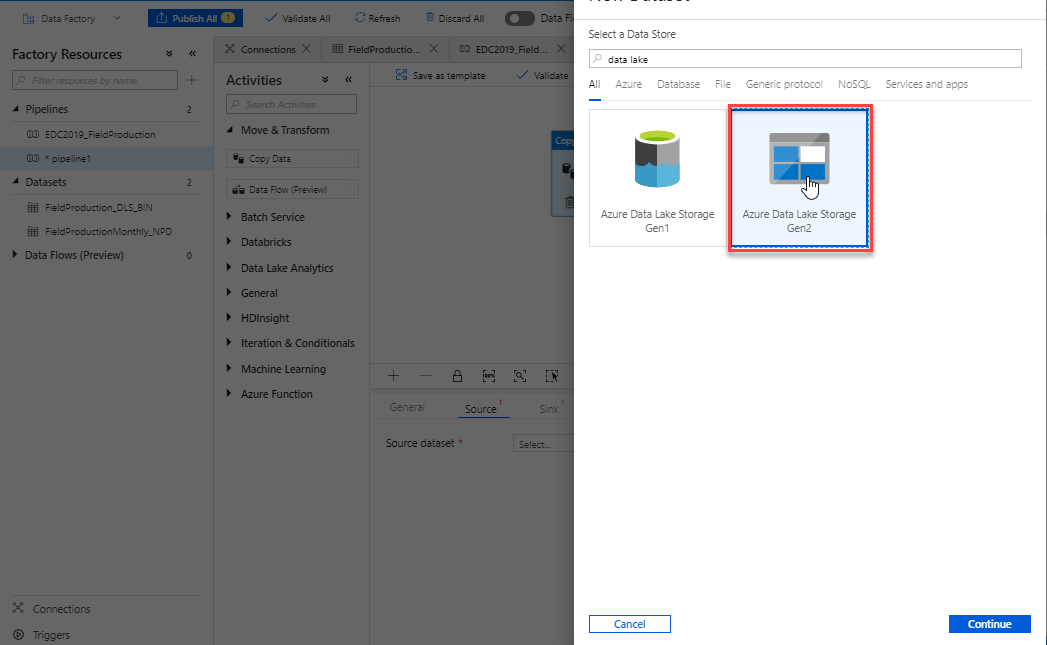 Data Factory
Publish All 1
Validate All
Refresh
Discard All
Factory Resources
Filter resources by name
Pipelines 2
EDC2019_FieldProduction
* pipeline1
Datasets 2
FieldProduction_DLS_BIN
FieldProductionMonthly_NPD
Data Flows (Preview) 0
Connections
Triggers
Connections
FieldProductio...
EDC2019_Field...
Activities
Search Activities
Move & Transform
Copy Data
Data Flow (Preview)
Batch Service
Databricks
Data Lake Analytics
General
HDInsight
Iteration & Conditionals
Machine Learning
Azure Function
Save as template
Validate
General
Source 1
Sink 1
Source dataset *
Select...
Select a Data Store
data lake
All Azure Database File Generic protocol NoSQL Services and apps
Azure Data Lake Storage
Gen1
Azure Data Lake Storage
Gen2
Cancel
Continue